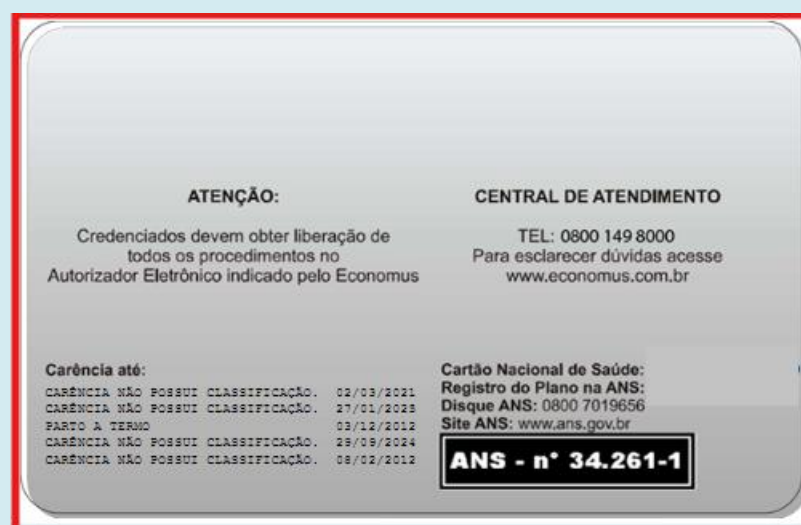 ATENÇÃO:
Credenciados devem obter liberação de
todos os procedimentos no
Autorizador Eletrônico indicado pelo Economus
CENTRAL DE ATENDIMENTO
TEL: 0800 149 8000
Para esclarecer dúvidas acesse
www.economus.com.br
Carência até:
CARÊNCIA NÃO POSSUI CLASSIFICAÇÃO. 02/03/2021
CARÊNCIA NÃO POSSUI CLASSIFICAÇÃO. 27/01/2025
PARTO A TERMO 03/12/2012
CARÊNCIA NÃO POSSUI CLASSIFICAÇÃO. 29/09/2024
CARÊNCIA NÃO POSSUI CLASSIFICAÇÃO. 08/02/2012
Cartão Nacional de Saúde:
Registro do Plano na ANS:
Disque ANS: 0800 7019656
Site ANS: www.ans.gov.br
ANS - n° 34.261-1